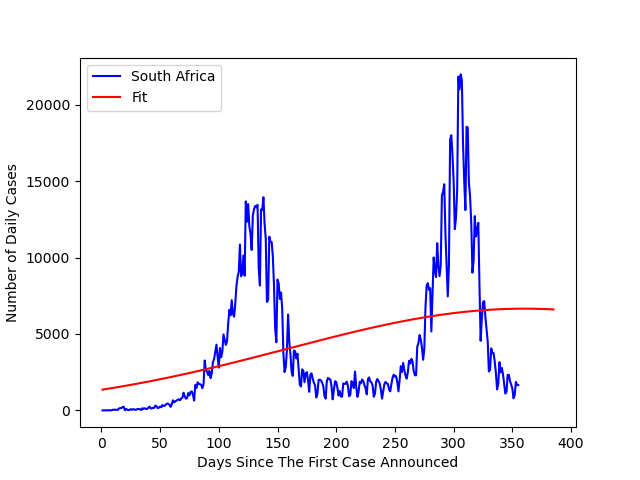 South Africa
Fit
Number of Daily Cases
20000
15000
10000
5000
0
0 50 100 150 200 250 300 350 400
Days Since The First Case Announced